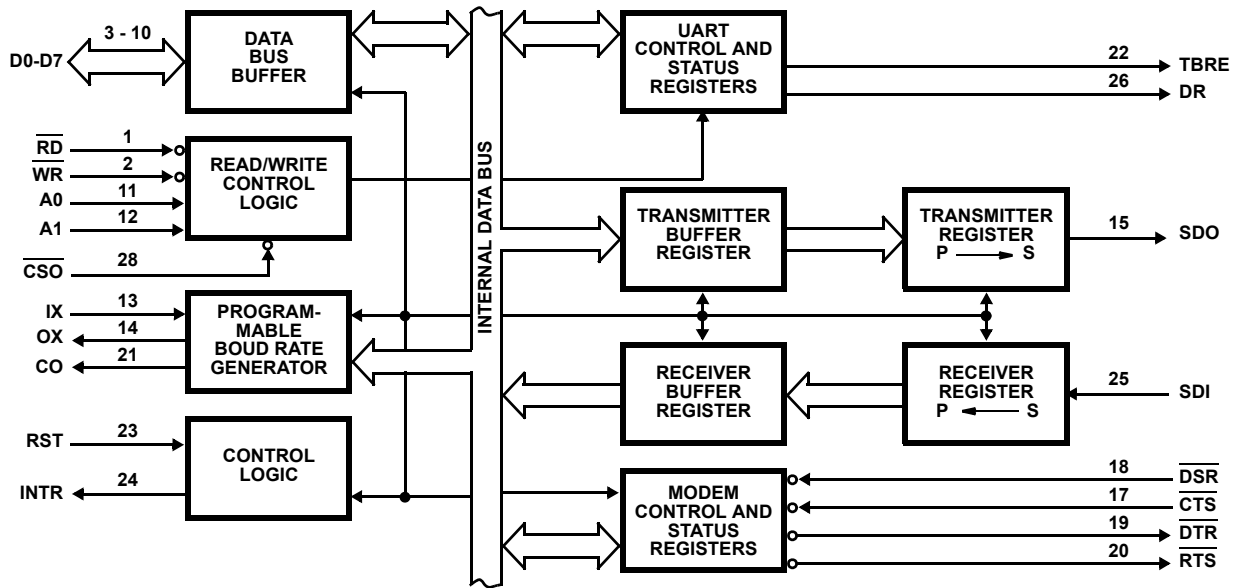 3 - 10
D0-D7
DATA
BUS
BUFFER
RD
1
WR
2
A0
11
A1
12
READ/WRITE
CONTROL
LOGIC
CSO
28
IX
13
OX
14
CO
21
PROGRAM-
MABLE
BOUD RATE
GENERATOR
RST
23
INTR
24
CONTROL
LOGIC
INTERNAL DATA BUS
UART
CONTROL AND
STATUS
REGISTERS
22
TBRE
26
DR
TRANSMITTER
BUFFER
REGISTER
TRANSMITTER
REGISTER
P S
15
SDO
RECEIVER
BUFFER
REGISTER
RECEIVER
REGISTER
P S
25
SDI
MODEM
CONTROL AND
STATUS
REGISTERS
18
DSR
17
CTS
19
DTR
20
RTS